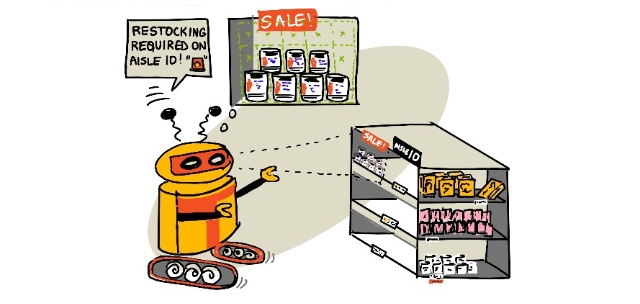 RESTOCKING
REQUIRED ON
AISLE 10!"
SALE!
SALE!
AISLE 10